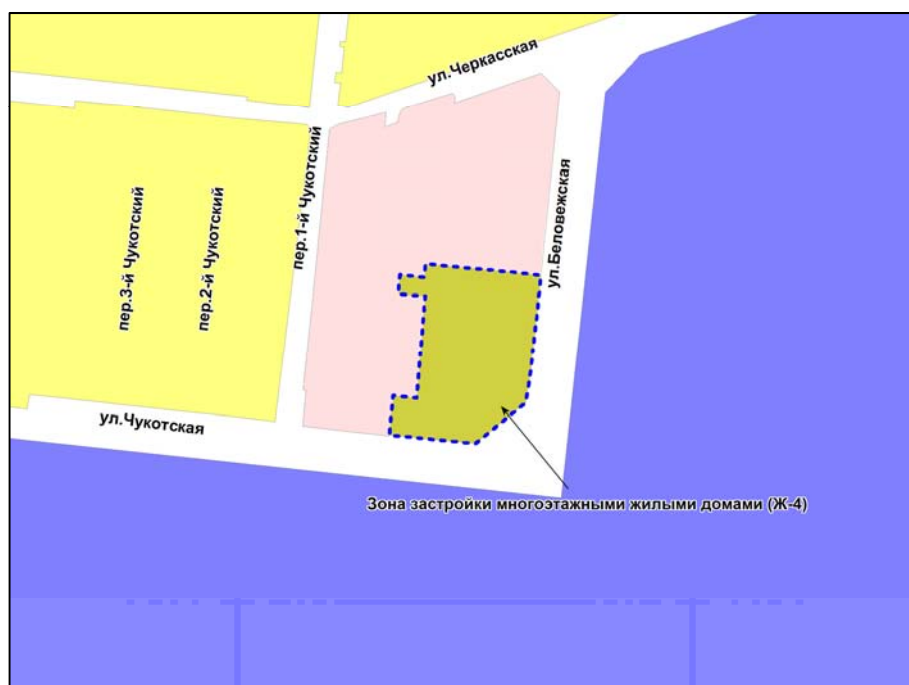 ул.Черкасская
пер.3-й Чукотский
пер.2-й Чукотский
пер.1-й Чукотский
ул.Беловежская
ул.Чукотская
Зона застройки многоэтажными жилыми домами (Ж-4)